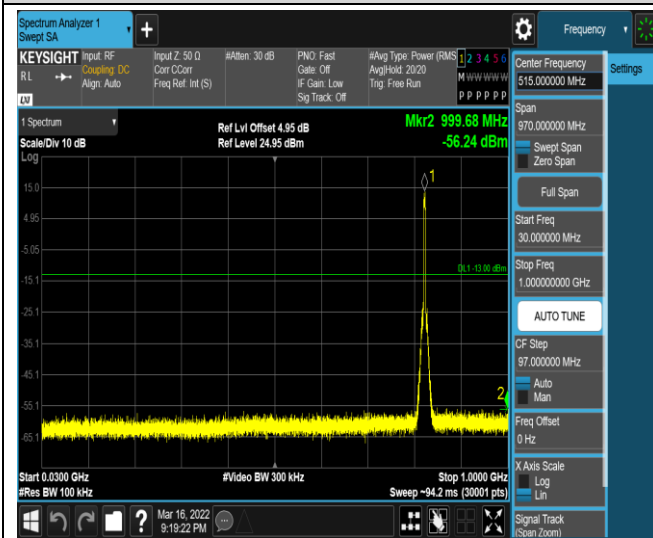 Spectrum Analyzer 1
Swept SA
+
Frequency
KEYSIGHT
RL
LXI
Input: RF
Coupling: DC
Align: Auto
Input Z: 50 Ω
Corr CCorr
Freq Ref: Int (S)
#Atten: 30 dB
PNO: Fast
Gate: Off
IF Gain: Low
Sig Track: Off
#Avg Type: Power (RMS
Avg|Hold: 20/20
Trig: Free Run
1 2 3 4 5 6
M W W W W W
P P P P P P
1 Spectrum
Scale/Div 10 dB
Log
Ref Lvl Offset 4.95 dB
Ref Level 24.95 dBm
Mkr2 999.68 MHz
-56.24 dBm
15.0
4.95
-5.05
-15.1
-25.1
-35.1
-45.1
-55.1
-65.1
1
DL1 -13.00 dBm
2
Start 0.0300 GHz
#Res BW 100 kHz
#Video BW 300 kHz
Stop 1.0000 GHz
Sweep ~94.2 ms (30001 pts)
?
Mar 16, 2022
9:19:22 PM
Center Frequency
515.000000 MHz
Span
970.000000 MHz
Swept Span
Zero Span
Full Span
Start Freq
30.000000 MHz
Stop Freq
1.000000000 GHz
AUTO TUNE
CF Step
97.000000 MHz
Auto
Man
Freq Offset
0 Hz
X Axis Scale
Log
Lin
Signal Track
(Span Zoom)
Settings